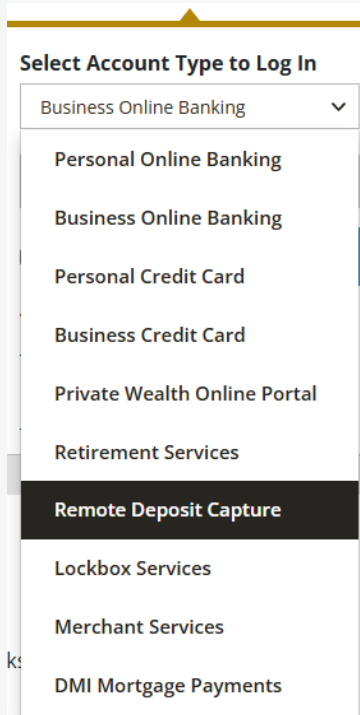 Select Account Type to Log In
Business Online Banking
Personal Online Banking
Business Online Banking
Personal Credit Card
Business Credit Card
Private Wealth Online Portal
Retirement Services
Remote Deposit Capture
Lockbox Services
Merchant Services
DMI Mortgage Payments